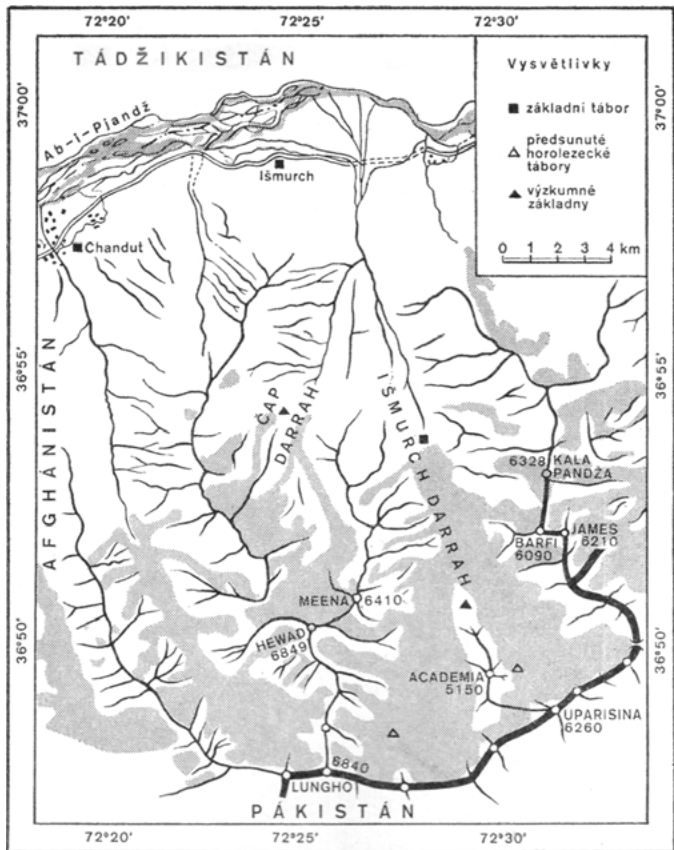 72°20' 72°25' 72°30'
TÁDŽIKISTÁN
Vysvětlivky
základní tábor
předsunuté
horolezecké
tábory
výzkumné
základny
0 1 2 3 4 km
37°00'
37°00'
Ab-i-Pjandž
Išmurch
Chandut
36°55'
36°55'
AFGHÁNISTÁN
ČAP
DARRAH
IŠMURCH DARRAH
6328 KALA
PANDŽA
BARFI
6090
JAMES
6210
MEENA 6410
HEWAD
6849
36°50'
36°50'
ACADEMIA
5150
UPARISINA
6260
6840
LUNGHO
PÁKISTÁN
72°20' 72°25' 72°30'